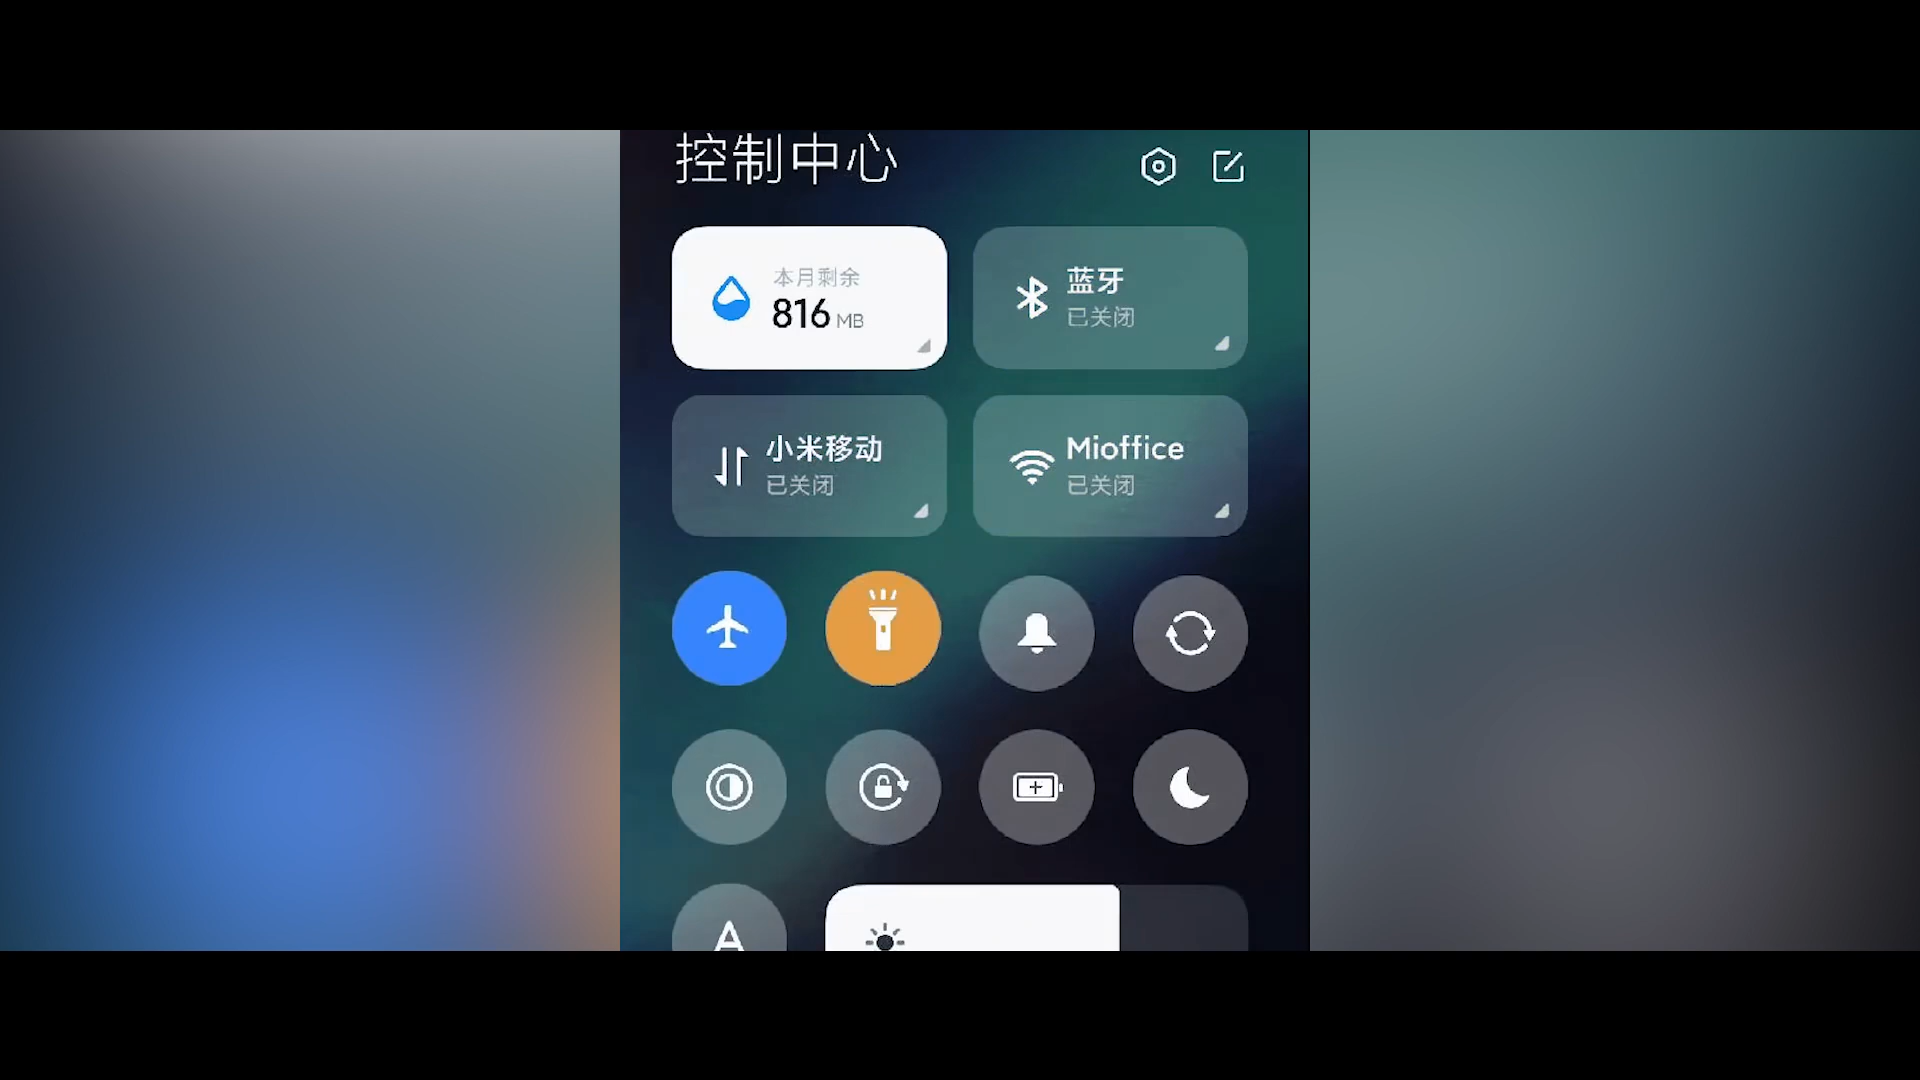 控制中心
本月剩余
816 MB
蓝牙
已关闭
小米移动
已关闭
Mioffice
已关闭
A